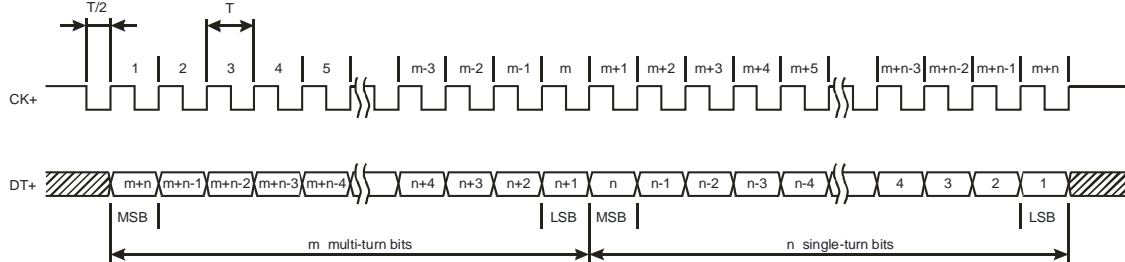 T/2 T
1 2 3 4 5 m-3 m-2 m-1 m m+1 m+2 m+3 m+4 m+5 m+n-3 m+n-2 m+n-1 m+n
CK+
DT+ m+n m+n-1 m+n-2 m+n-3 m+n-4 n+4 n+3 n+2 n+1 n n-1 n-2 n-3 n-4 4 3 2 1
MSB LSB MSB LSB
m multi-turn bits n single-turn bits